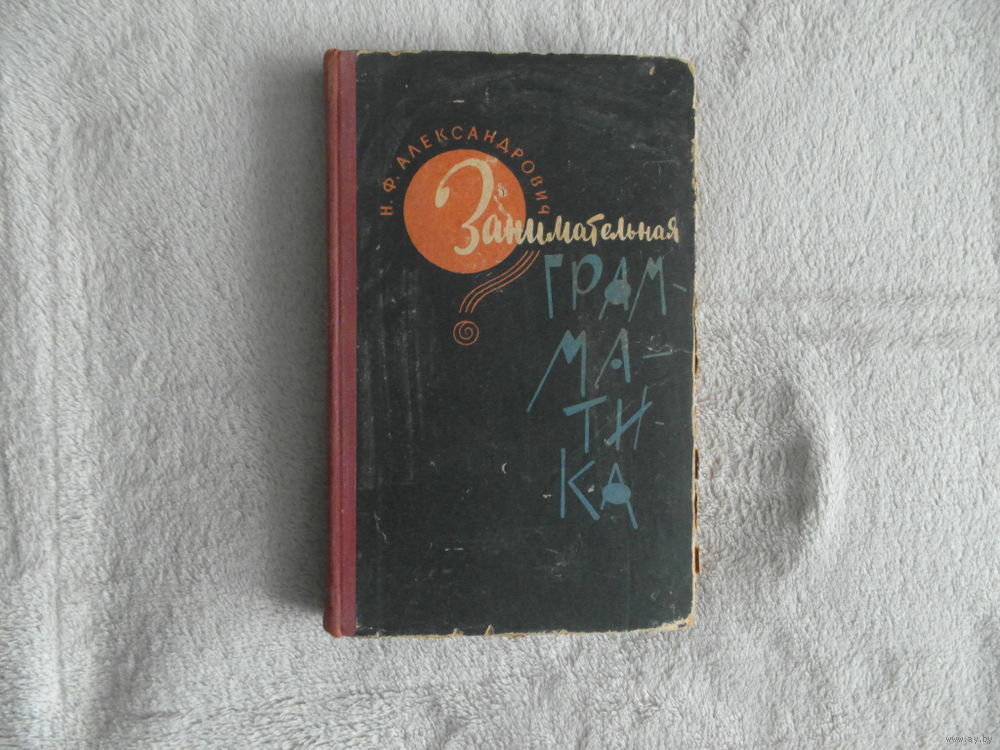 Н. Ф. АЛЕКСАНДРОВИЧ
Занимательная
ГРАМ-
МА-
ТИ-
КА
www.ay.by